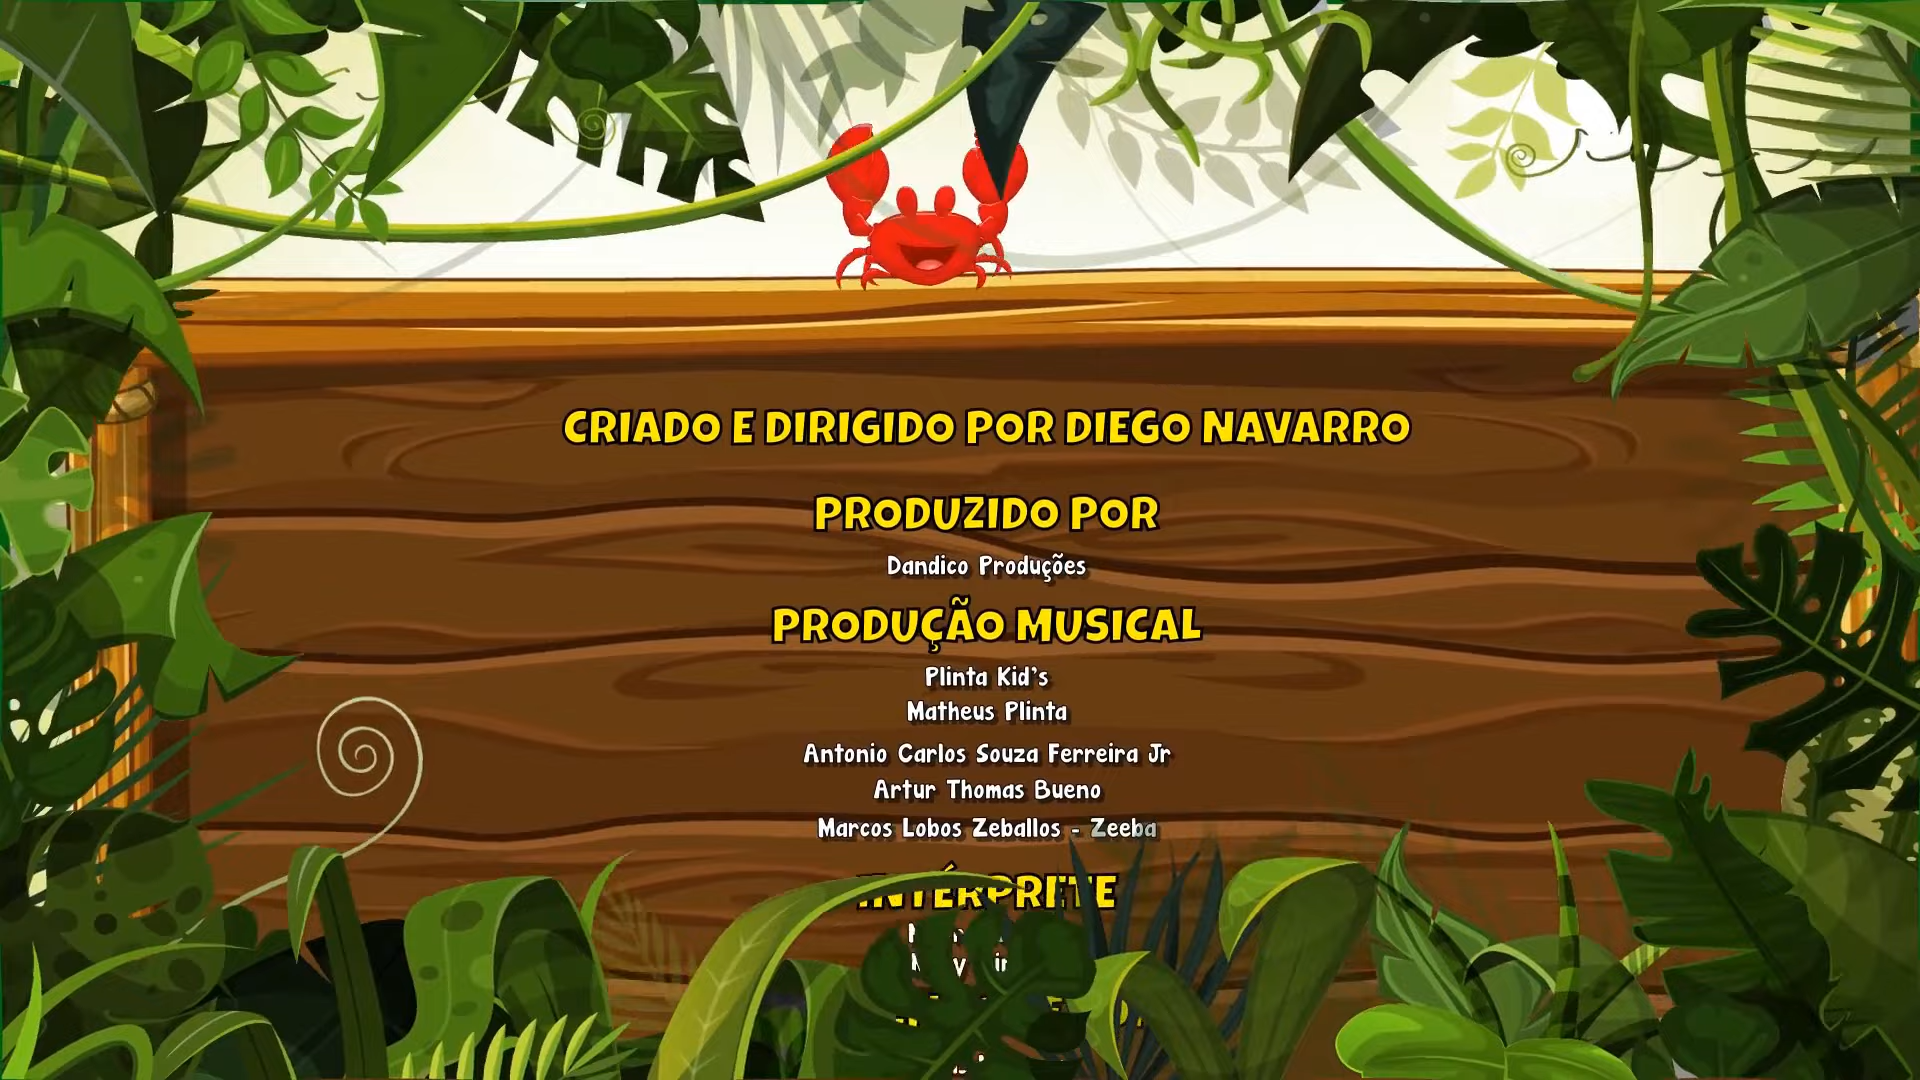 CRIADO E DIRIGIDO POR DIEGO NAVARRO
PRODUZIDO POR
Dandico Produções
PRODUÇÃO MUSICAL
Plinta Kid's
Matheus Plinta
Antonio Carlos Souza Ferreira Jr
Artur Thomas Bueno
Marcos Lobos Zeballos - Zeeba
INTÉRPRETE